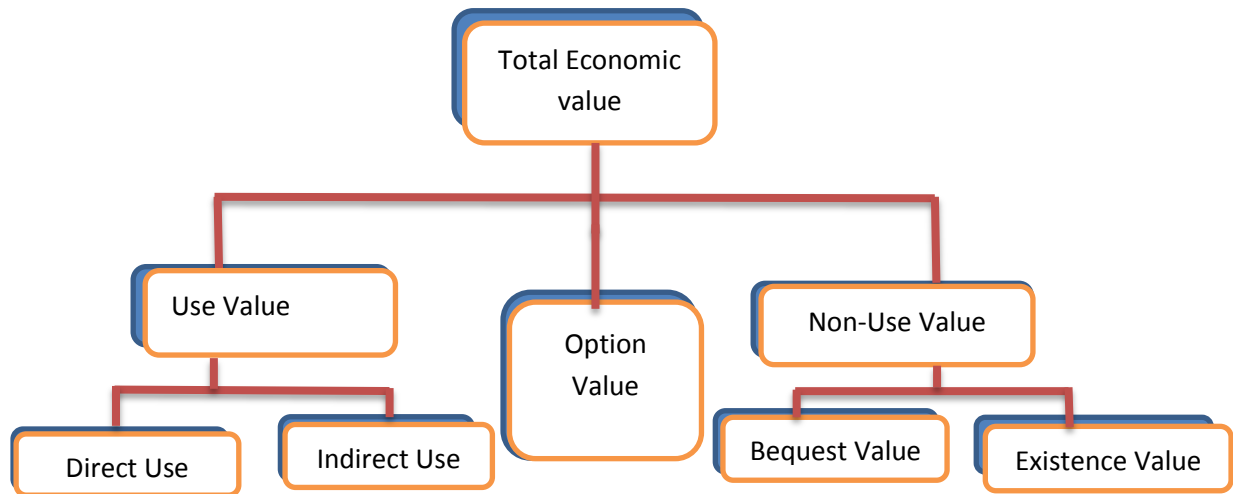 Total Economic
value
Use Value
Option
Value
Non-Use Value
Direct Use
Indirect Use
Bequest Value
Existence Value